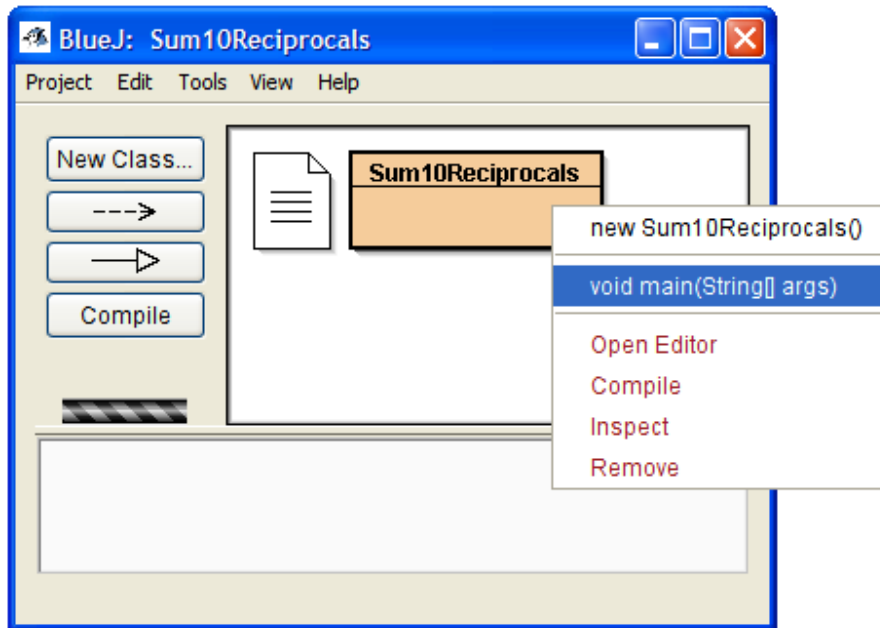 BlueJ: Sum10Reciprocals
Project Edit Tools View Help
New Class...
Compile
Sum10Reciprocals
new Sum10Reciprocals()
void main(String[] args)
Open Editor
Compile
Inspect
Remove